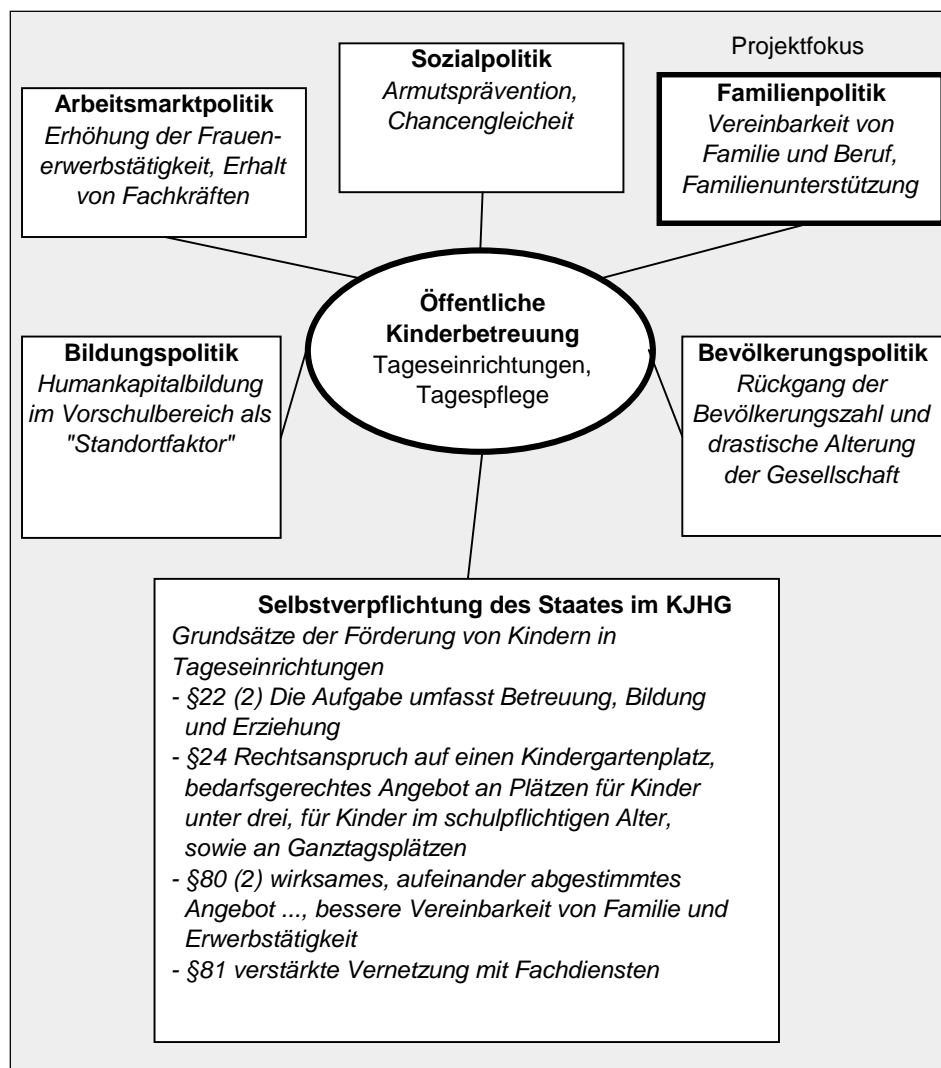 Projektfokus
Arbeitsmarktpolitik
Erhöhung der Frauen-
erwerbstätigkeit, Erhalt
von Fachkräften
Sozialpolitik
Armutsprävention,
Chancengleicheit
Familienpolitik
Vereinbarkeit von
Familie und Beruf,
Familienunterstützung
Öffentliche
Kinderbetreuung
Tageseinrichtungen,
Tagespflege
Bildungspolitik
Humankapitalbildung
im Vorschulbereich als
"Standortfaktor"
Bevölkerungspolitik
Rückgang der
Bevölkerungszahl und
drastische Alterung
der Gesellschaft
Selbstverpflichtung des Staates im KJHG
Grundsätze der Förderung von Kindern in
Tageseinrichtungen
- §22 (2) Die Aufgabe umfasst Betreuung, Bildung
und Erziehung
- §24 Rechtsanspruch auf einen Kindergartenplatz,
bedarfsgerechtes Angebot an Plätzen für Kinder
unter drei, für Kinder im schulpflichtigen Alter,
sowie an Ganztagsplätzen
- §80 (2) wirksames, aufeinander abgestimmtes
Angebot ..., bessere Vereinbarkeit von Familie und
Erwerbstätigkeit
- §81 verstärkte Vernetzung mit Fachdiensten